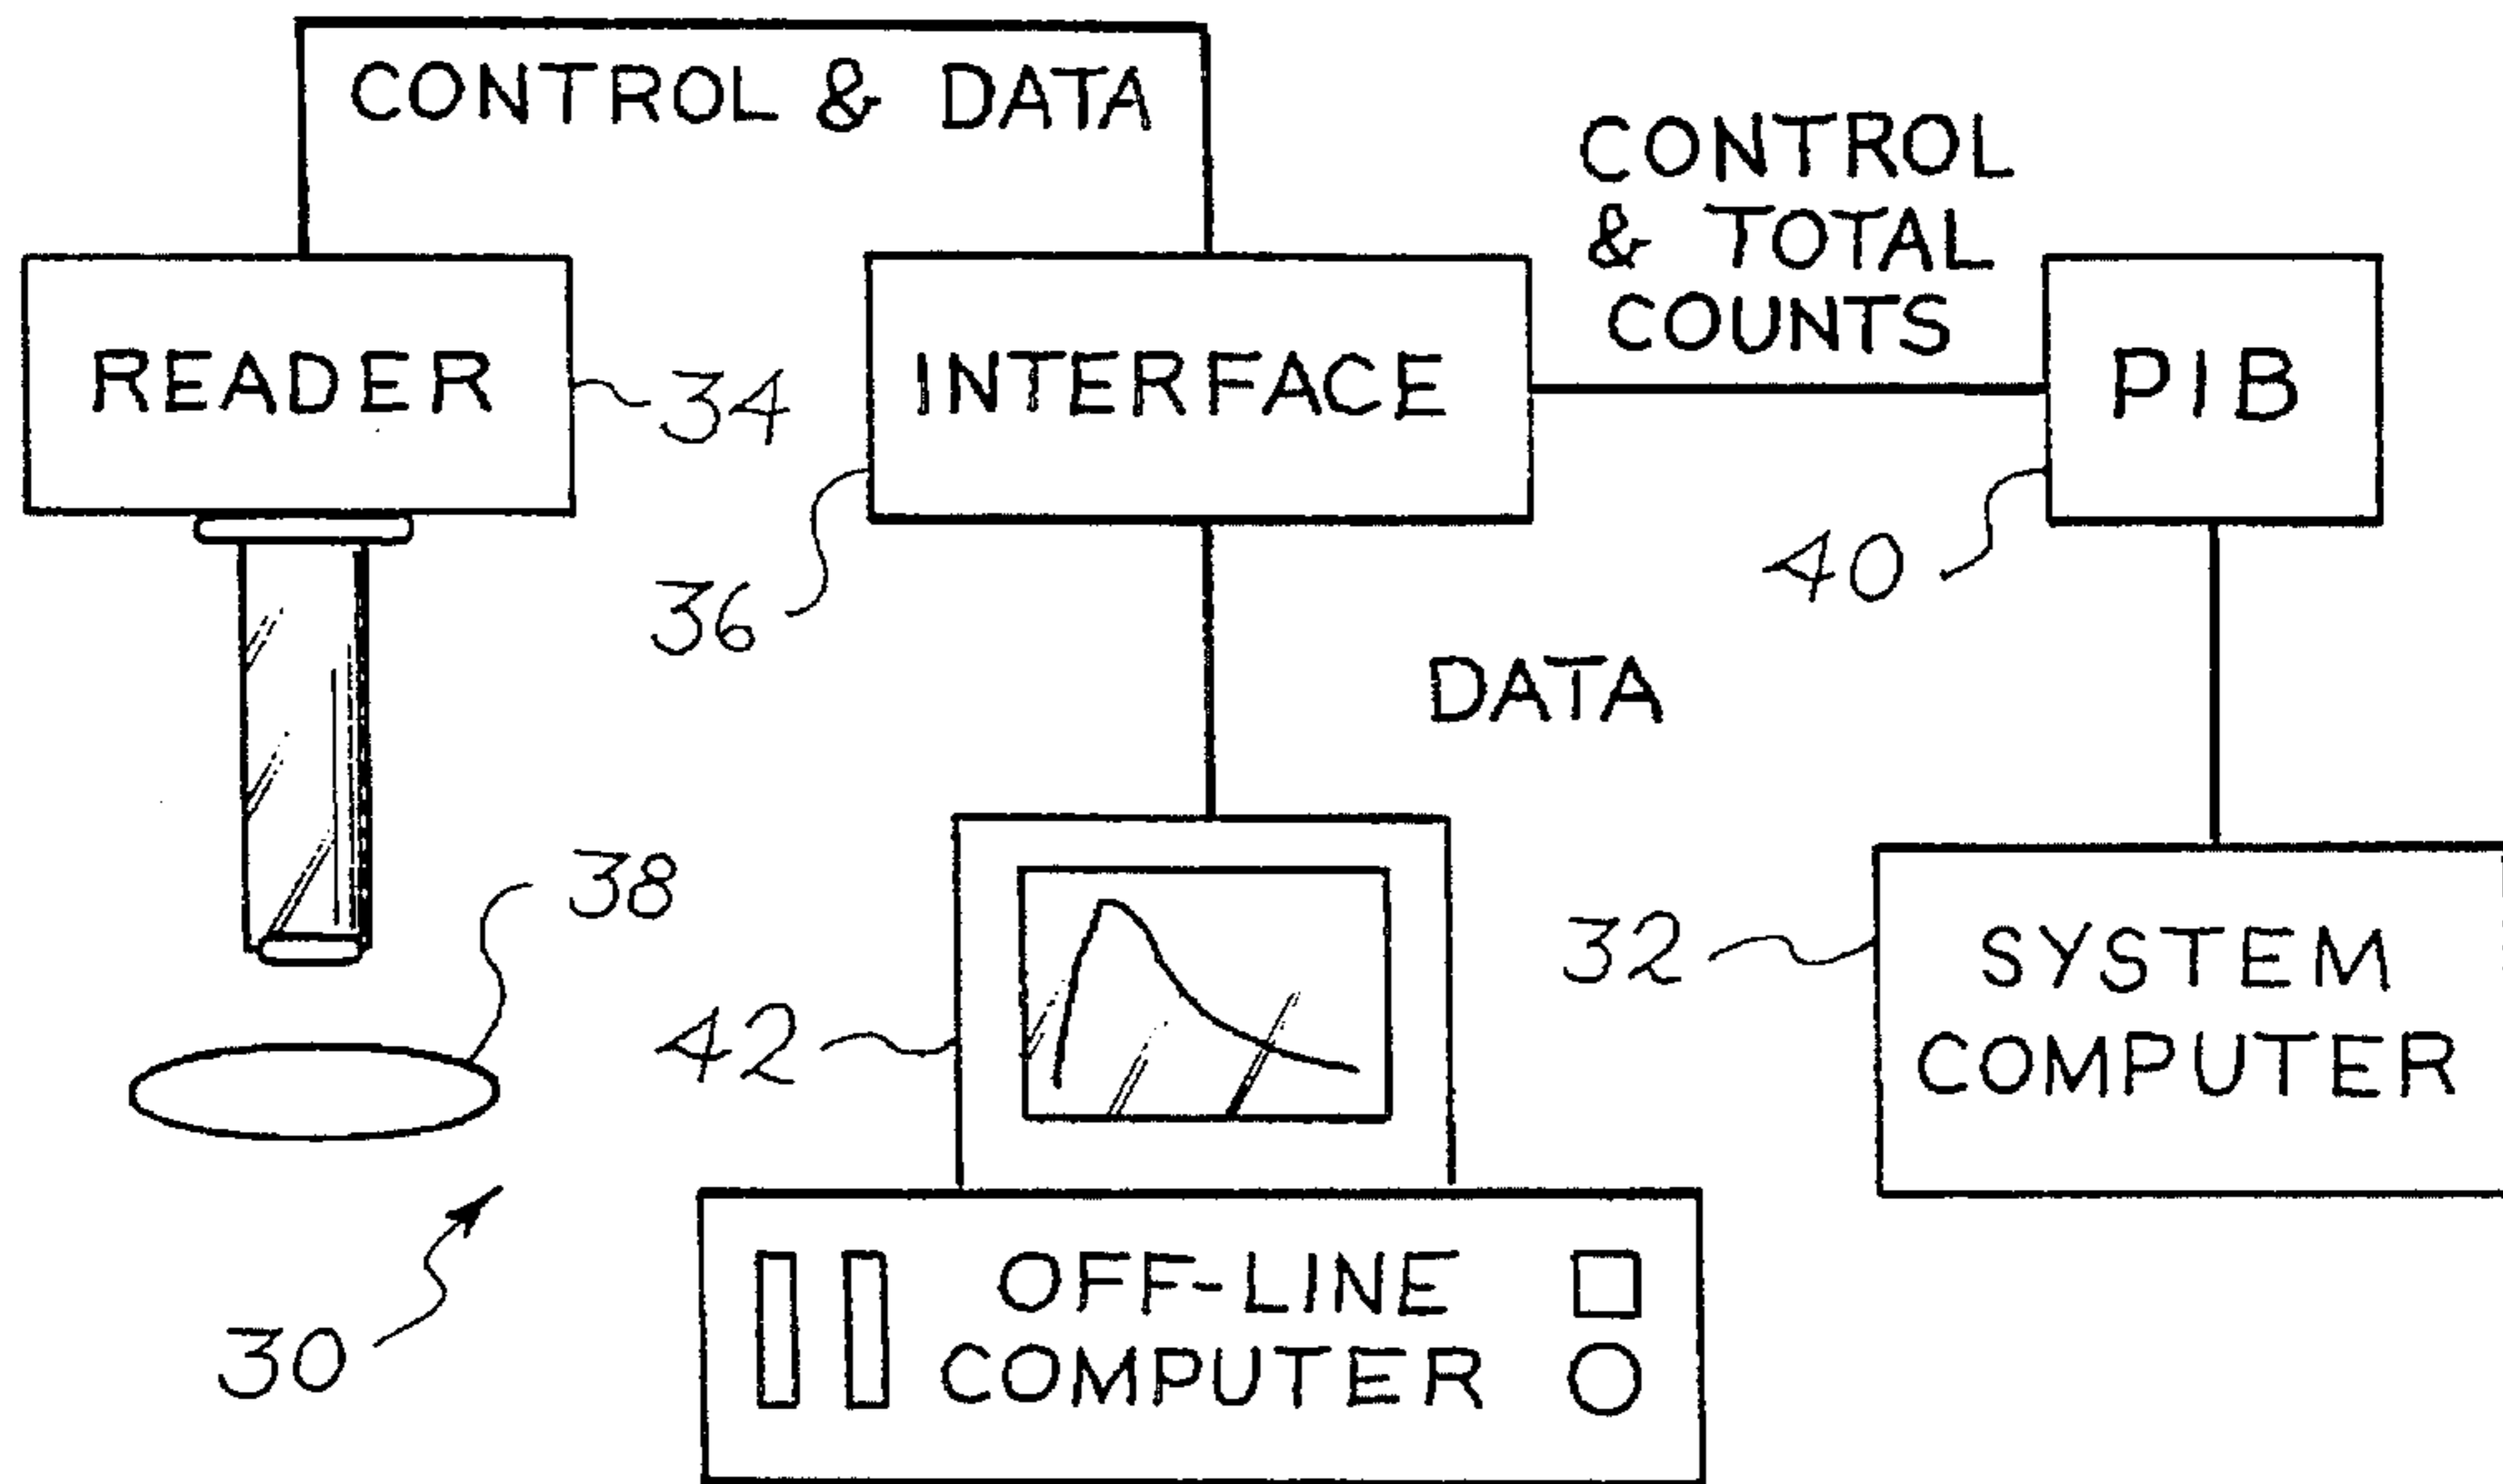 CONTROL & DATA
CONTROL
& TOTAL
COUNTS
READER
34
INTERFACE
PIB
36
40
DATA
38
32
SYSTEM
COMPUTER
42
30
OFF-LINE
COMPUTER